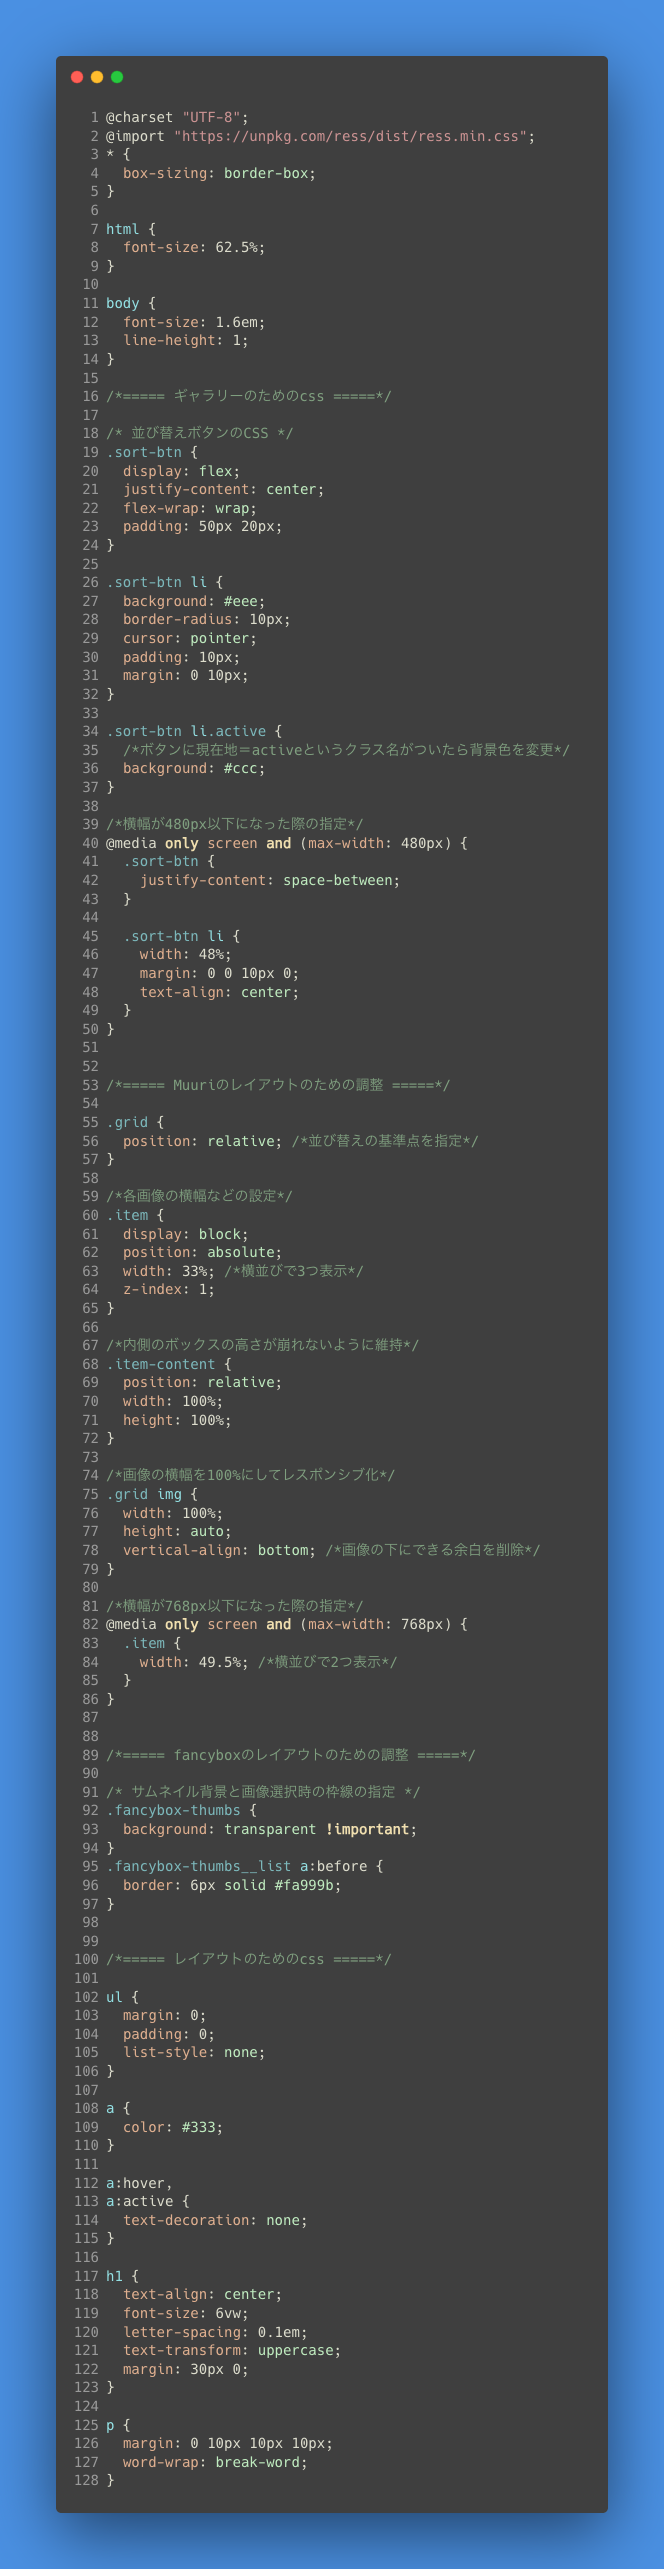 1 @charset "UTF-8";
2 @import "https://unpkg.com/ress/dist/ress.min.css";
3 * {
4   box-sizing: border-box;
5 }
6
7 html {
8   font-size: 62.5%;
9 }
10
11 body {
12   font-size: 1.6em;
13   line-height: 1;
14 }
15
16 /*===== ギャラリーのためのcss =====*/
17
18 /* 並び替えボタンのCSS */
19 .sort-btn {
20   display: flex;
21   justify-content: center;
22   flex-wrap: wrap;
23   padding: 50px 20px;
24 }
25
26 .sort-btn li {
27   background: #eee;
28   border-radius: 10px;
29   cursor: pointer;
30   padding: 10px;
31   margin: 0 10px;
32 }
33
34 .sort-btn li.active {
35   /*ボタンに現在地＝activeというクラス名がついたら背景色を変更*/
36   background: #ccc;
37 }
38
39 /*横幅が480px以下になった際の指定*/
40 @media only screen and (max-width: 480px) {
41   .sort-btn {
42     justify-content: space-between;
43   }
44
45   .sort-btn li {
46     width: 48%;
47     margin: 0 0 10px 0;
48     text-align: center;
49   }
50 }
51
52
53 /*===== Muuriのレイアウトのための調整 =====*/
54
55 .grid {
56   position: relative; /*並び替えの基準点を指定*/
57 }
58
59 /*各画像の横幅などの設定*/
60 .item {
61   display: block;
62   position: absolute;
63   width: 33%; /*横並びで3つ表示*/
64   z-index: 1;
65 }
66
67 /*内側のボックスの高さが崩れないように維持*/
68 .item-content {
69   position: relative;
70   width: 100%;
71   height: 100%;
72 }
73
74 /*画像の横幅を100%にしてレスポンシブ化*/
75 .grid img {
76   width: 100%;
77   height: auto;
78   vertical-align: bottom; /*画像の下にできる余白を削除*/
79 }
80
81 /*横幅が768px以下になった際の指定*/
82 @media only screen and (max-width: 768px) {
83   .item {
84     width: 49.5%; /*横並びで2つ表示*/
85   }
86 }
87
88
89 /*===== fancyboxのレイアウトのための調整 =====*/
90
91 /* サムネイル背景と画像選択時の枠線の指定 */
92 .fancybox-thumbs {
93   background: transparent !important;
94 }
95 .fancybox-thumbs__list a:before {
96   border: 6px solid #fa999b;
97 }
98
99
100 /*===== レイアウトのためのcss =====*/
101
102 ul {
103   margin: 0;
104   padding: 0;
105   list-style: none;
106 }
107
108 a {
109   color: #333;
110 }
111
112 a:hover,
113 a:active {
114   text-decoration: none;
115 }
116
117 h1 {
118   text-align: center;
119   font-size: 6vw;
120   letter-spacing: 0.1em;
121   text-transform: uppercase;
122   margin: 30px 0;
123 }
124
125 p {
126   margin: 0 10px 10px 10px;
127   word-wrap: break-word;
128 }